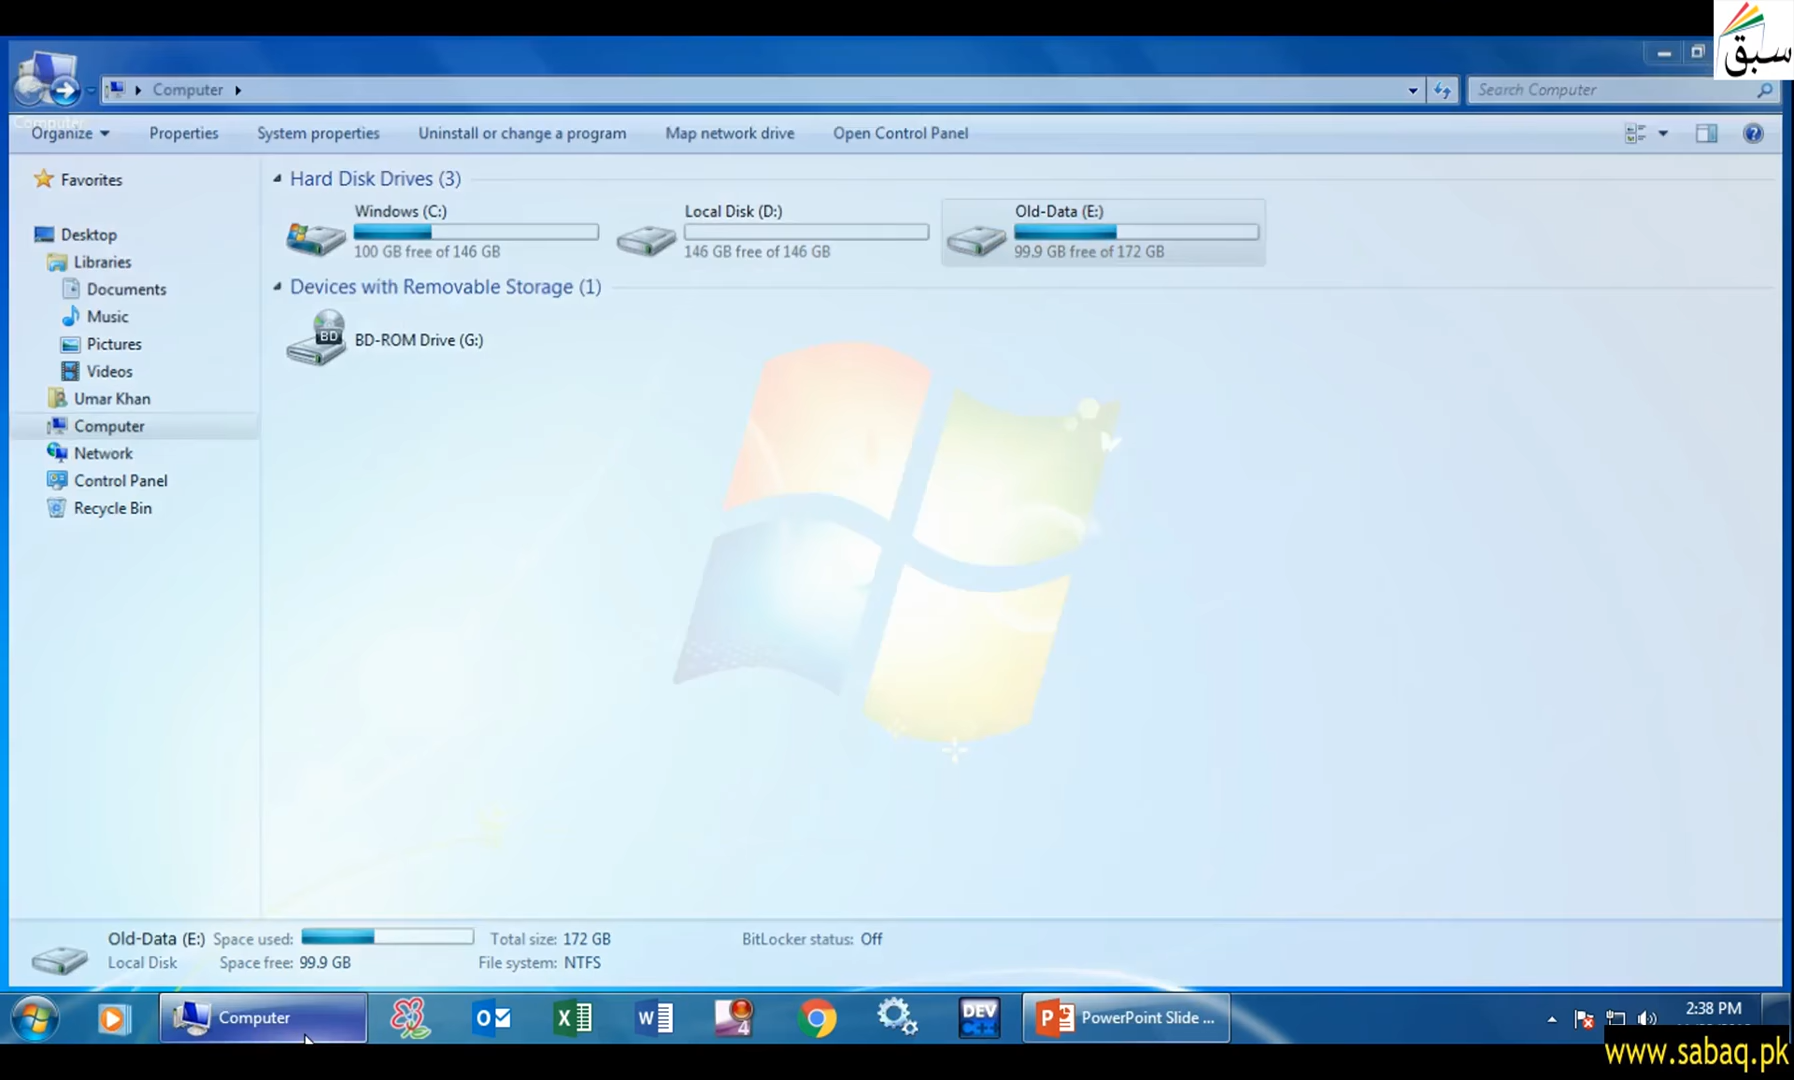 سبق
Computer
Search Computer
Computer
Organize
Properties
System properties
Uninstall or change a program
Map network drive
Open Control Panel
Favorites
Desktop
Libraries
Documents
Music
Pictures
Videos
Umar Khan
Computer
Network
Control Panel
Recycle Bin
Hard Disk Drives (3)
Windows (C:)
100 GB free of 146 GB
Local Disk (D:)
146 GB free of 146 GB
Old-Data (E:)
99.9 GB free of 172 GB
Devices with Removable Storage (1)
BD
BD-ROM Drive (G:)
Old-Data (E:) Space used: Total size: 172 GB BitLocker status: Off
Local Disk Space free: 99.9 GB File system: NTFS
Computer
4
DEV C++
PowerPoint Slide ...
2:38 PM
www.sabaq.pk